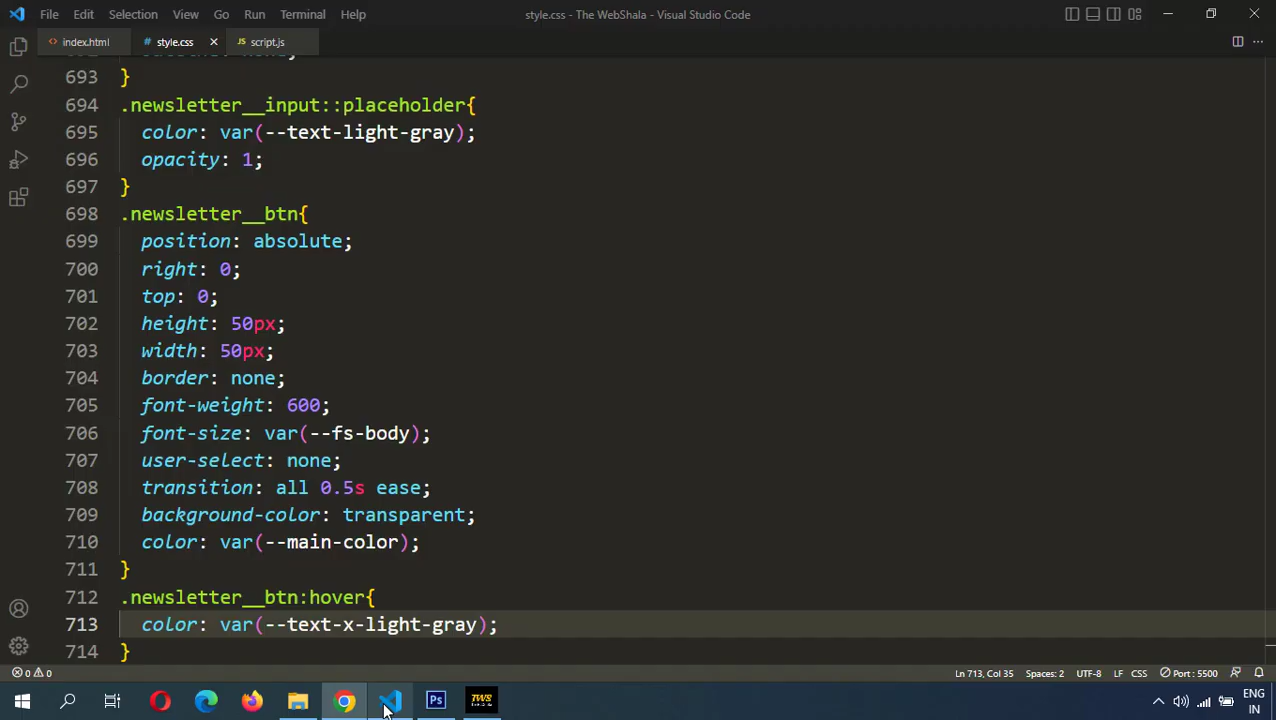 File Edit Selection View Go Run Terminal Help style.css - The WebShala - Visual Studio Code
index.html # style.css script.js
693 }
694 .newsletter__input::placeholder{
695 color: var(--text-light-gray);
696 opacity: 1;
697 }
698 .newsletter__btn{
699 position: absolute;
700 right: 0;
701 top: 0;
702 height: 50px;
703 width: 50px;
704 border: none;
705 font-weight: 600;
706 font-size: var(--fs-body);
707 user-select: none;
708 transition: all 0.5s ease;
709 background-color: transparent;
710 color: var(--main-color);
711 }
712 .newsletter__btn:hover{
713 color: var(--text-x-light-gray);
714 }
0 0 Ln 713, Col 35 Spaces: 2 UTF-8 LF CSS Port : 5500
Ps TWS ENG
IN